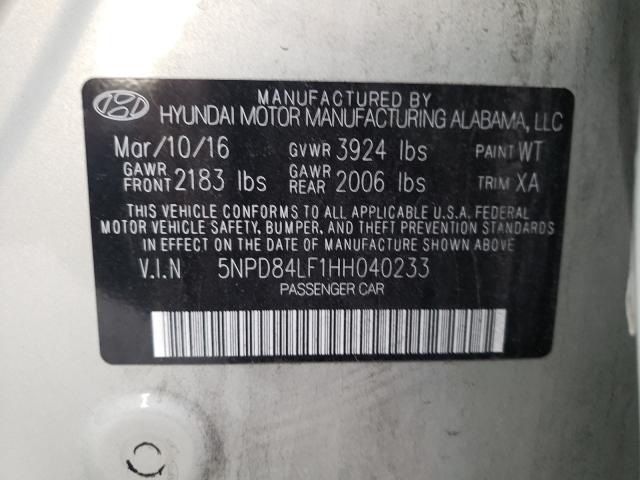 MANUFACTURED BY
HYUNDAI MOTOR MANUFACTURING ALABAMA, LLC
Mar/10/16 GVWR 3924 lbs PAINT WT
GAWR FRONT 2183 lbs GAWR REAR 2006 lbs TRIM XA
THIS VEHICLE CONFORMS TO ALL APPLICABLE U.S.A. FEDERAL
MOTOR VEHICLE SAFETY, BUMPER, AND THEFT PREVENTION STANDARDS
IN EFFECT ON THE DATE OF MANUFACTURE SHOWN ABOVE.
V.I.N 5NPD84LF1HH040233
PASSENGER CAR